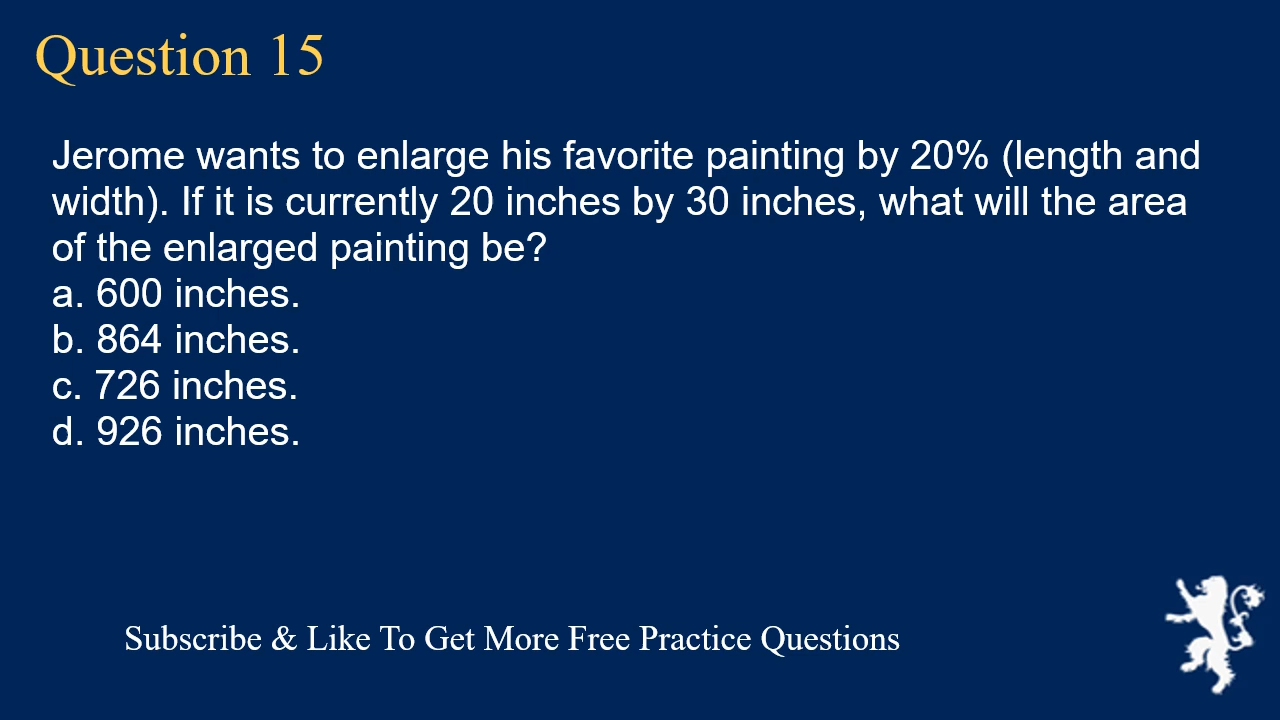 Question 15
Jerome wants to enlarge his favorite painting by 20% (length and
width). If it is currently 20 inches by 30 inches, what will the area
of the enlarged painting be?
a. 600 inches.
b. 864 inches.
c. 726 inches.
d. 926 inches.
Subscribe & Like To Get More Free Practice Questions